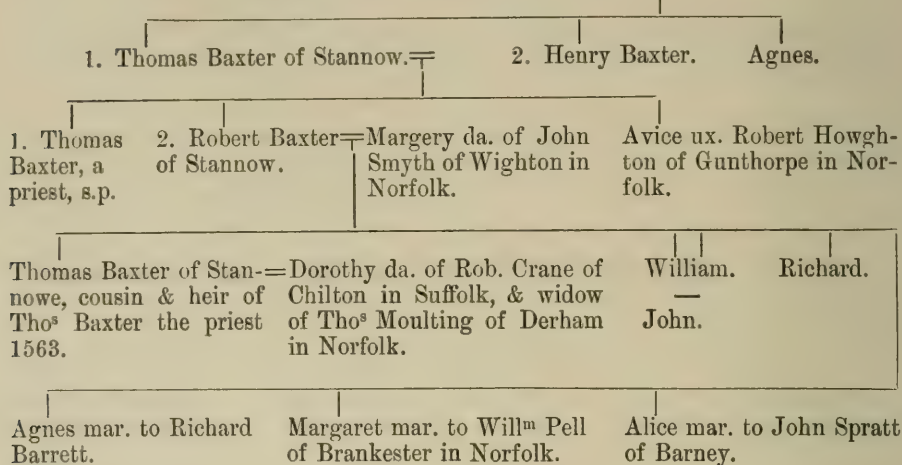 1. Thomas Baxter of Stannow.= 2. Henry Baxter. Agnes.
1. Thomas Baxter, a priest, s.p.
2. Robert Baxter= of Stannow.
Margery da. of John Smyth of Wighton in Norfolk.
Avice ux. Robert Howgh-
ton of Gunthorpe in Nor-
folk.
Thomas Baxter of Stan-=
nowe, cousin & heir of
Thoˢ Baxter the priest
1563.
Dorothy da. of Rob. Crane of
Chilton in Suffolk, & widow
of Thoˢ Moulting of Derham
in Norfolk.
William.
—
John.
Richard.
Agnes mar. to Richard
Barrett.
Margaret mar. to Willᵐ Pell
of Brankester in Norfolk.
Alice mar. to John Spratt
of Barney.